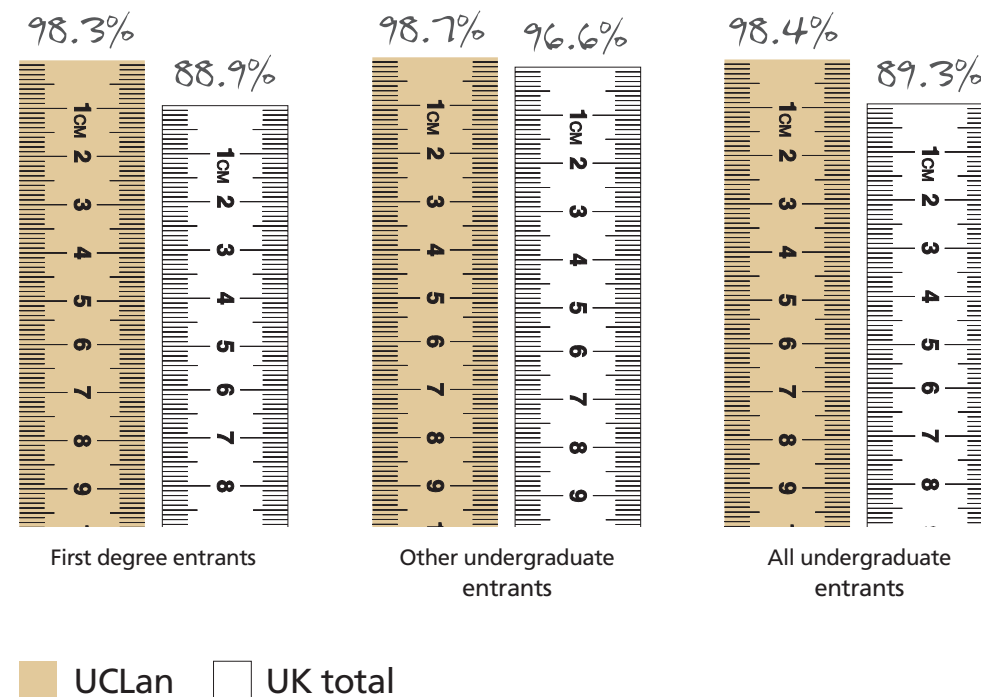 98.3%
88.9%
98.7%
96.6%
98.4%
89.3%
1CM 2 3 4 5 6 7 8 9
1CM 2 3 4 5 6 7 8
1CM 2 3 4 5 6 7 8 9
1CM 2 3 4 5 6 7 8 9
1CM 2 3 4 5 6 7 8 9
1CM 2 3 4 5 6 7 8
First degree entrants
Other undergraduate
entrants
All undergraduate
entrants
UCLan
UK total